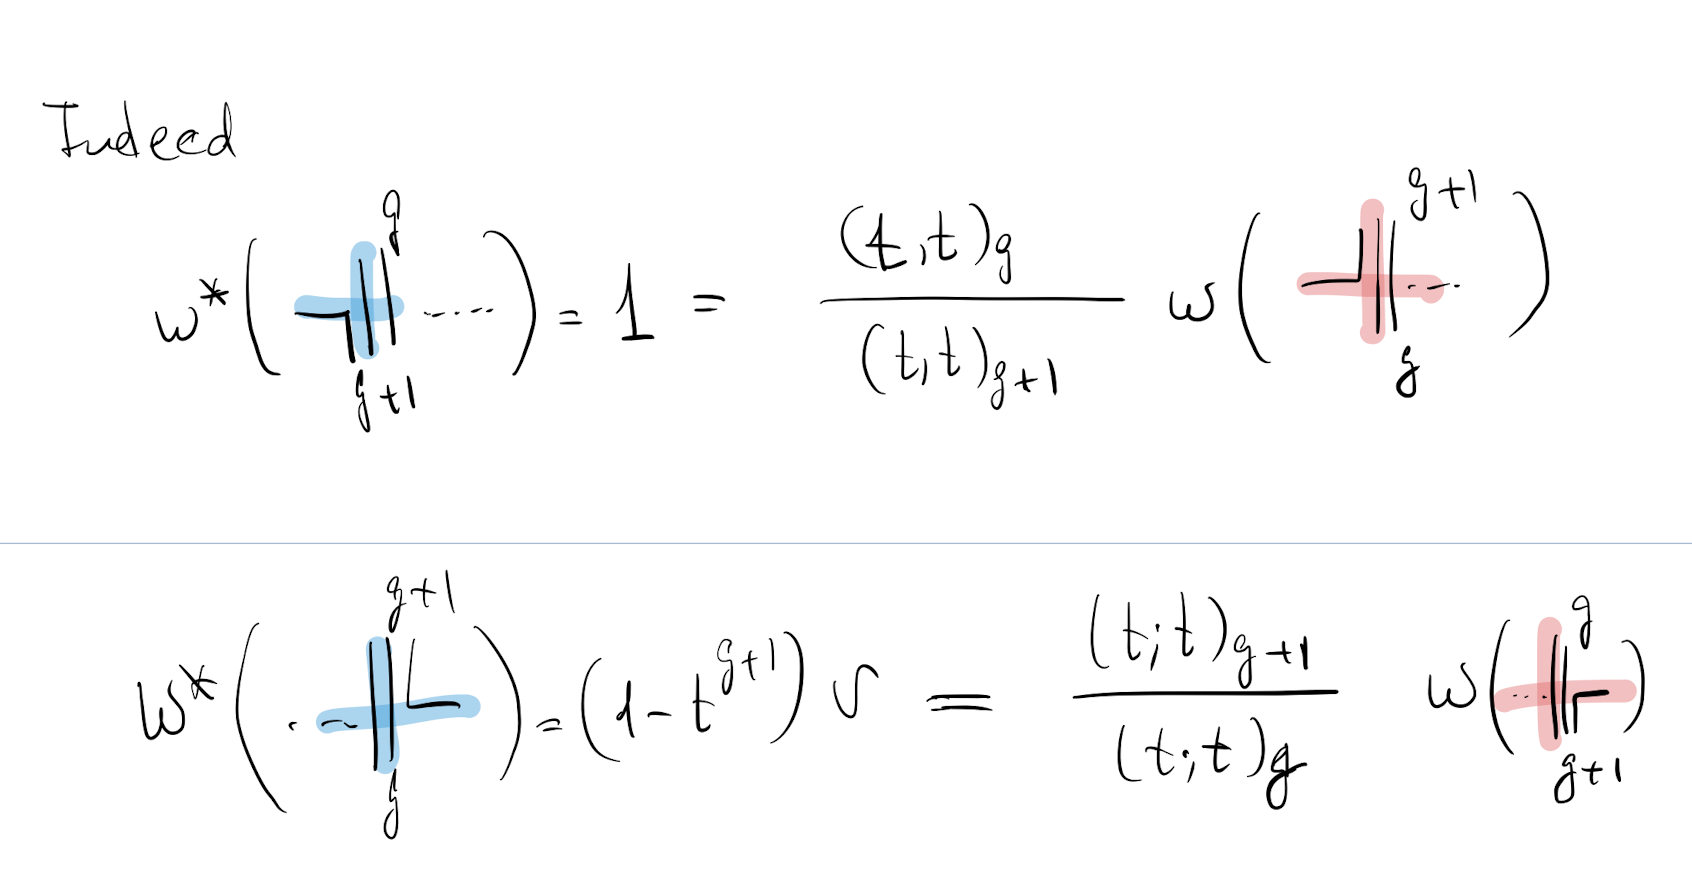 Indeed
w*( g g+1 ..... ) = 1 = (t,t)_g / (t,t)_{g+1} w( g+1 g ... )
w*( ... g+1 g ) = (1-t^{g+1}) v = (t;t)_{g+1} / (t;t)_g w( ... g g+1 )